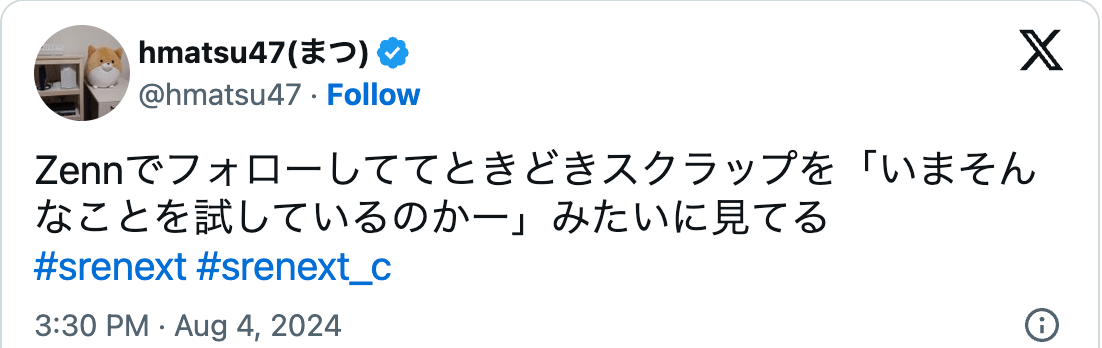 hmatsu47(まつ)
@hmatsu47 · Follow
Zennでフォローしててときどきスクラップを「いまそん
なことを試しているのかー」みたいに見てる
#srenext #srenext_c
3:30 PM · Aug 4, 2024